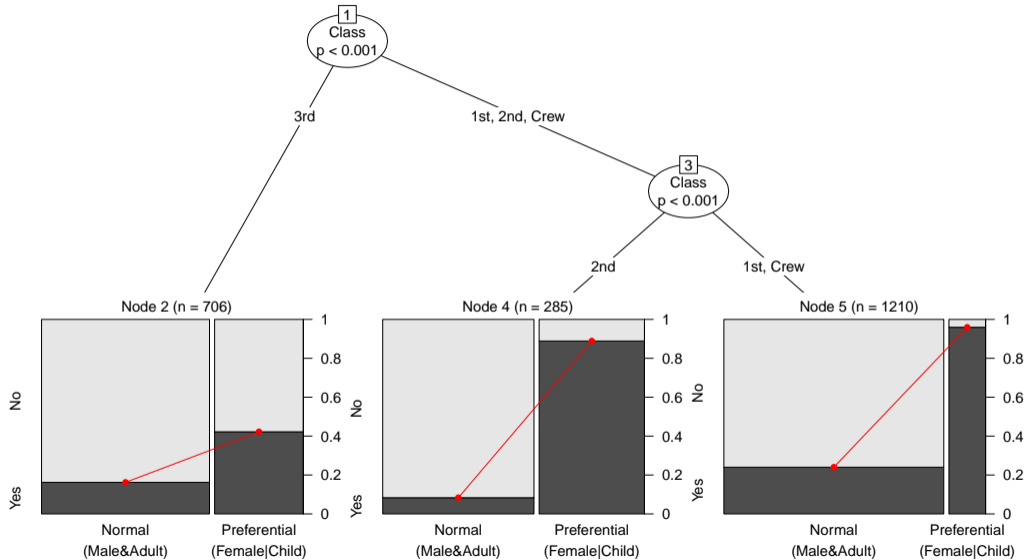 1
Class
p < 0.001
3rd
1st, 2nd, Crew
3
Class
p < 0.001
2nd
1st, Crew
Node 2 (n = 706)
No
Yes
1
0.8
0.6
0.4
0.2
0
Normal
(Male&Adult)
Preferential
(Female|Child)
Node 4 (n = 285)
No
Yes
1
0.8
0.6
0.4
0.2
0
Normal
(Male&Adult)
Preferential
(Female|Child)
Node 5 (n = 1210)
No
Yes
1
0.8
0.6
0.4
0.2
0
Normal
(Male&Adult)
Preferential
(Female|Child)